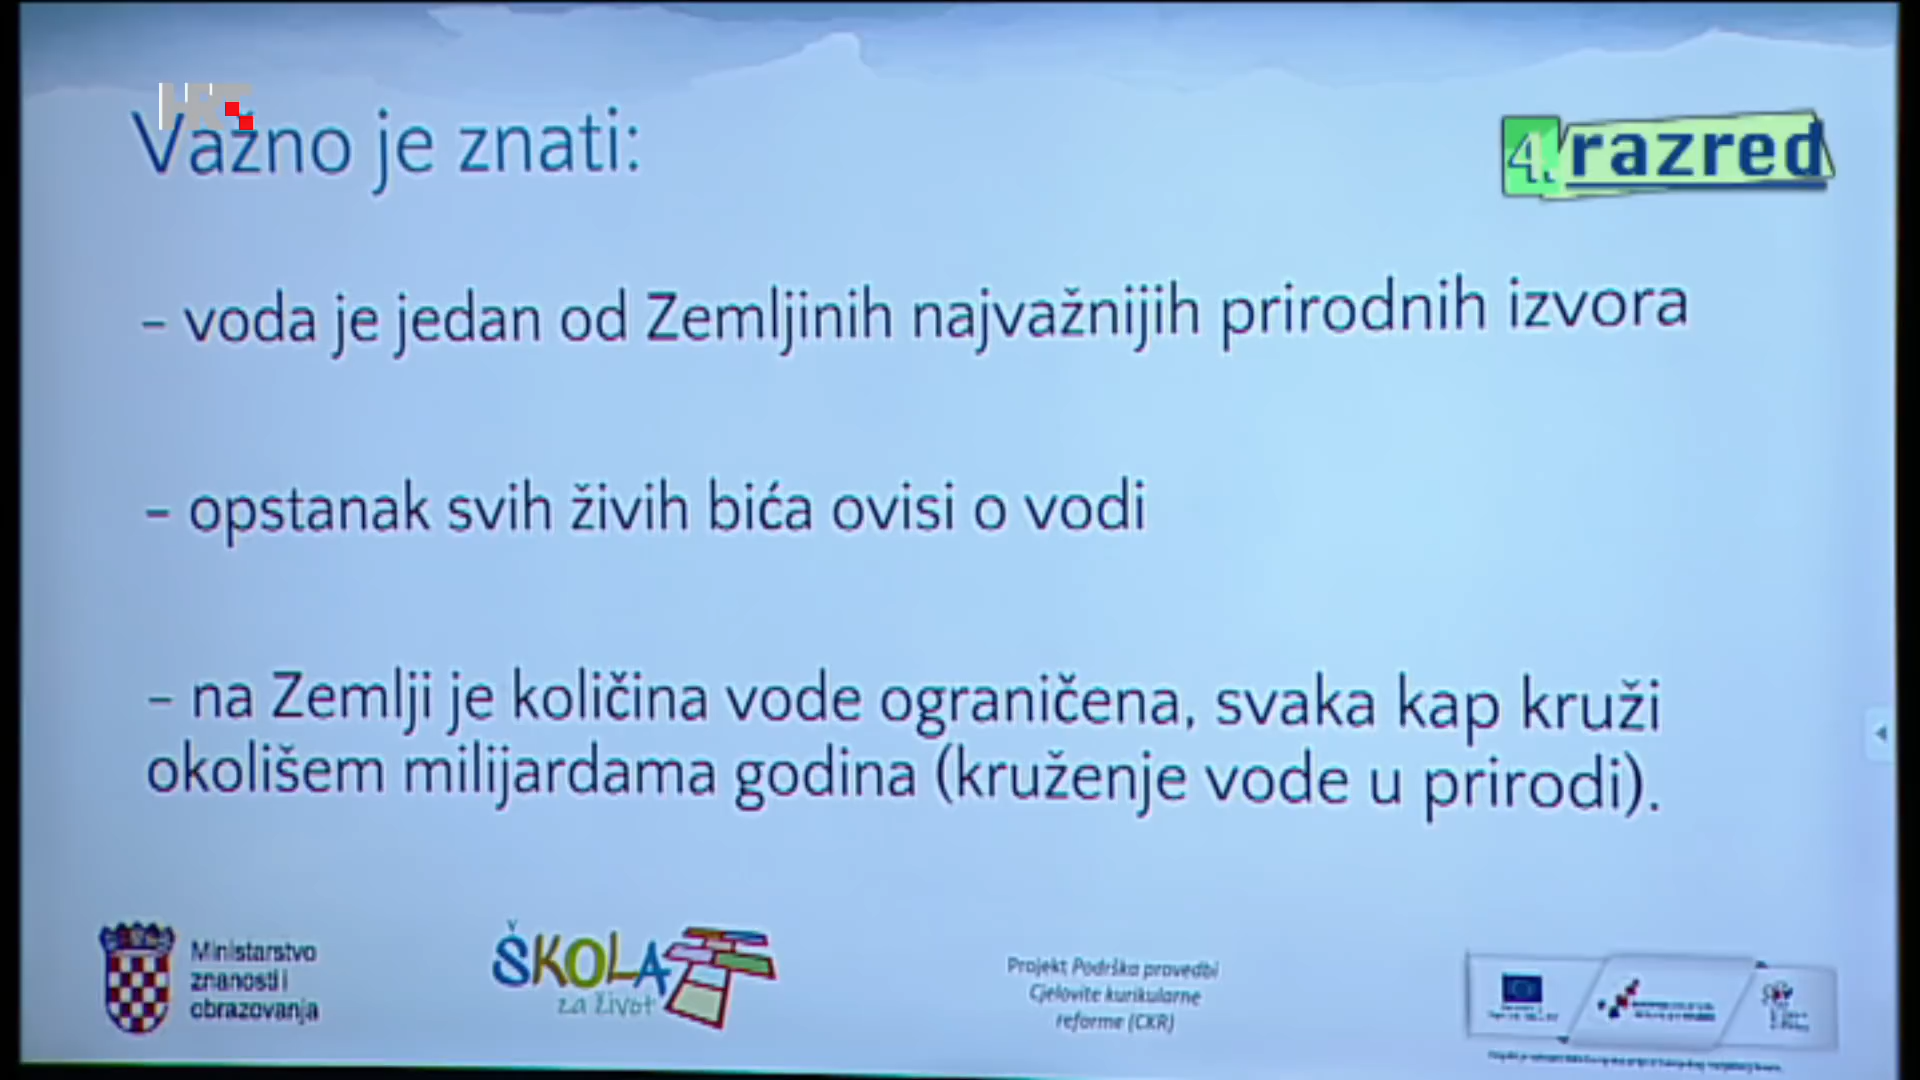 HRT
Važno je znati:
4. razred
– voda je jedan od Zemljinih najvažnijih prirodnih izvora
– opstanak svih živih bića ovisi o vodi
– na Zemlji je količina vode ograničena, svaka kap kruži
okolišem milijardama godina (kruženje vode u prirodi).
Ministarstvo
znanosti i
obrazovanja
ŠKOLA
za život
Projekt Podrška provedbi
Cjelovite kurikularne
reforme (CKR)